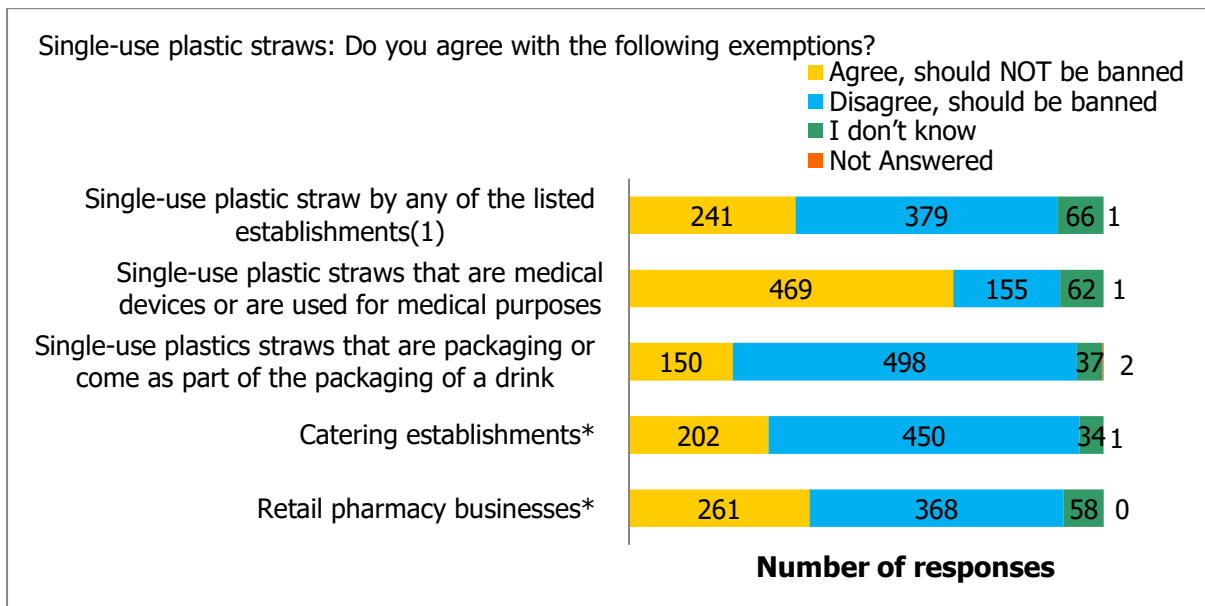 Single-use plastic straws: Do you agree with the following exemptions?
Agree, should NOT be banned
Disagree, should be banned
I don't know
Not Answered
Single-use plastic straw by any of the listed
establishments(1)
241 379 66 1
Single-use plastic straws that are medical
devices or are used for medical purposes
469 155 62 1
Single-use plastics straws that are packaging or
come as part of the packaging of a drink
150 498 37 2
Catering establishments*
202 450 34 1
Retail pharmacy businesses*
261 368 58 0
Number of responses